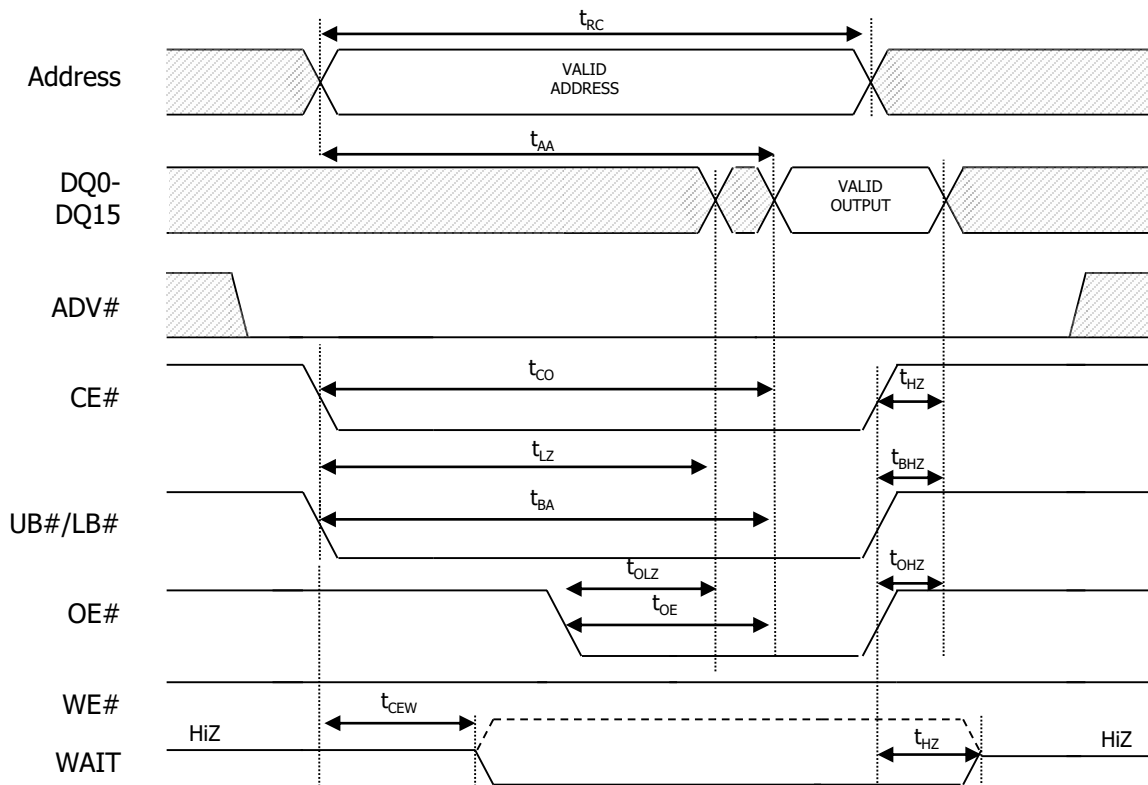 tRC
Address
VALID
ADDRESS
tAA
DQ0-
DQ15
VALID
OUTPUT
ADV#
tCO
tHZ
CE#
tLZ
tBHZ
tBA
UB#/LB#
tOLZ
tOHZ
tOE
OE#
WE#
tCEW
HiZ
tHZ
HiZ
WAIT